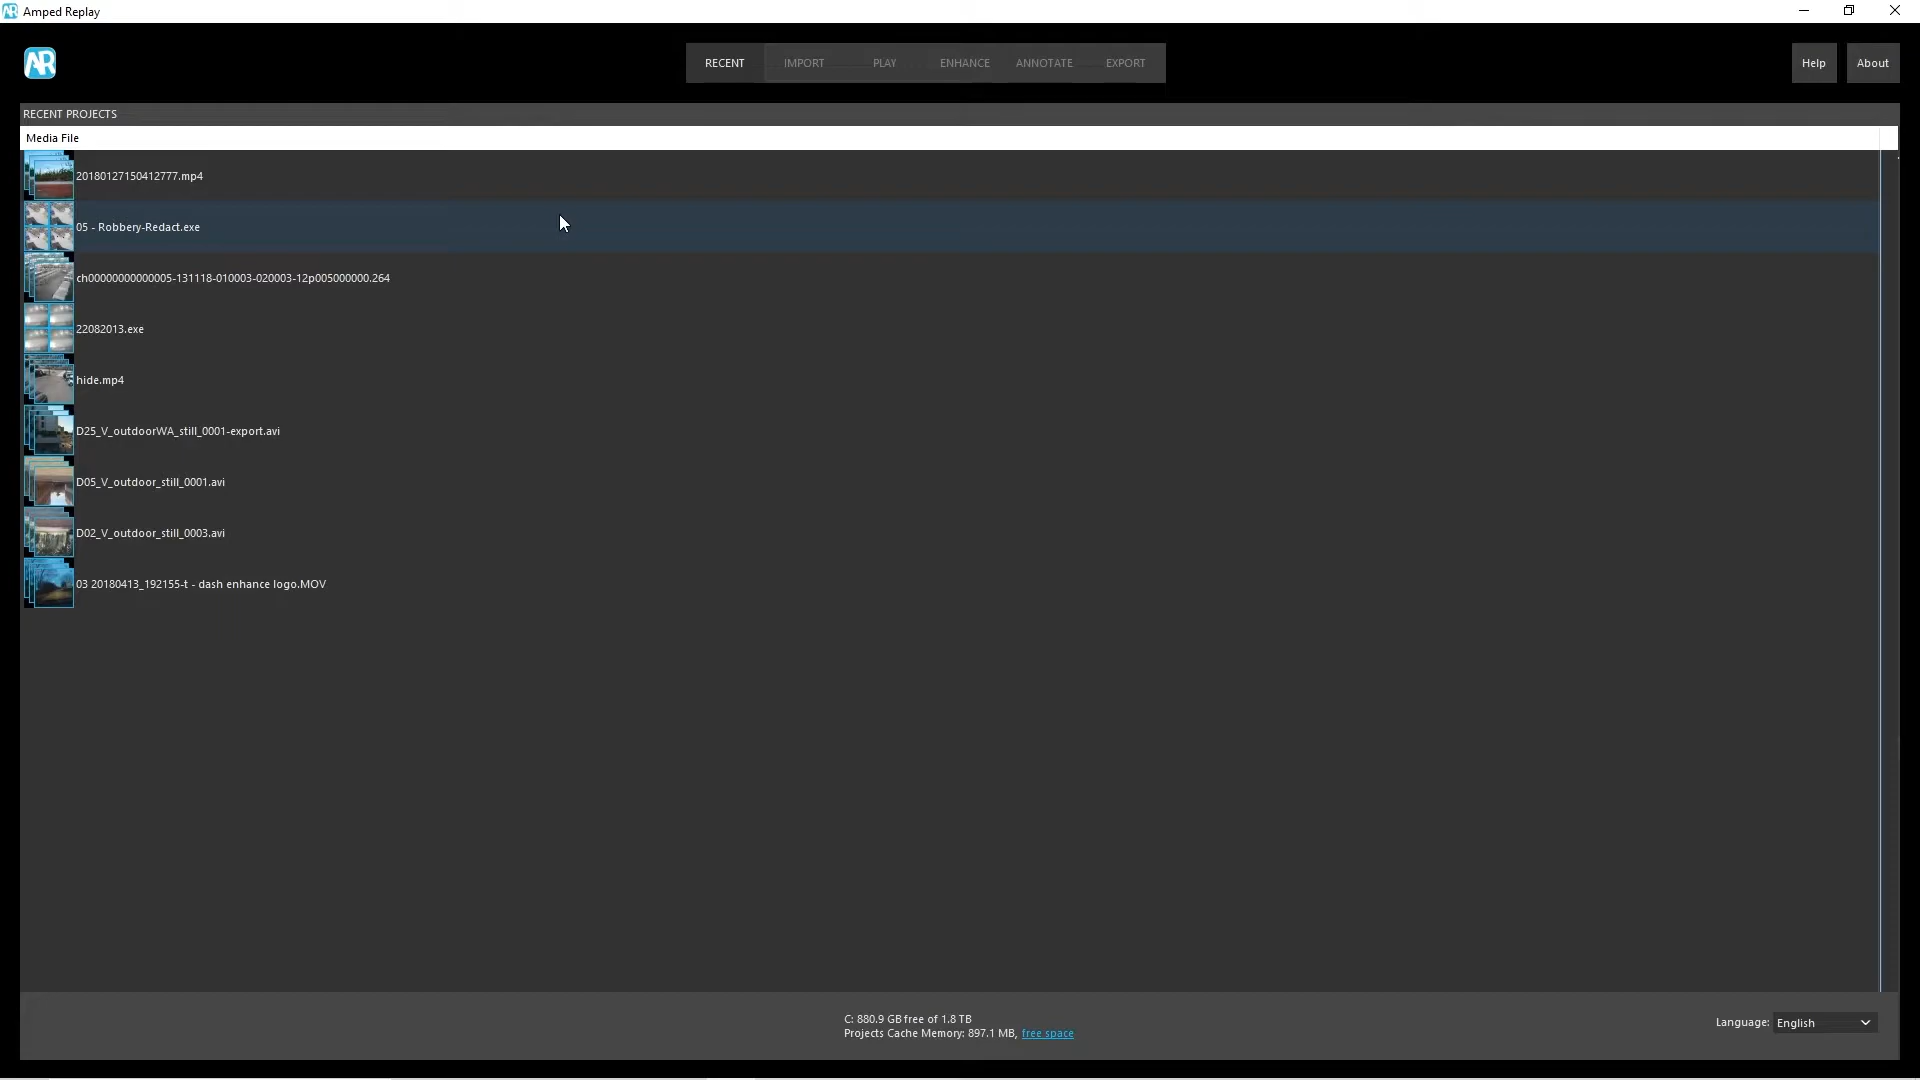 Amped Replay
AR
RECENT IMPORT PLAY ENHANCE ANNOTATE EXPORT
Help About
RECENT PROJECTS
Media File
20180127150412777.mp4
05 - Robbery-Redact.exe
ch00000000000005-131118-010003-020003-12p005000000.264
22082013.exe
hide.mp4
D25_V_outdoorWA_still_0001-export.avi
D05_V_outdoor_still_0001.avi
D02_V_outdoor_still_0003.avi
03 20180413_192155-t - dash enhance logo.MOV
C: 880.9 GB free of 1.8 TB
Projects Cache Memory: 897.1 MB, free space
Language: English